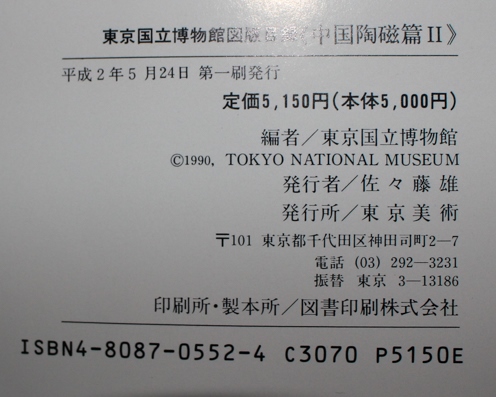 東京国立博物館図版目録《中国陶磁篇II》
平成2年5月24日 第一刷発行
定価5,150円(本体5,000円)
編者／東京国立博物館
©1990, TOKYO NATIONAL MUSEUM
発行者／佐々藤雄
発行所／東京美術
〒101 東京都千代田区神田司町2―7
電話 (03) 292―3231
振替 東京 3―13186
印刷所・製本所／図書印刷株式会社
ISBN4-8087-0552-4 C3070 P5150E